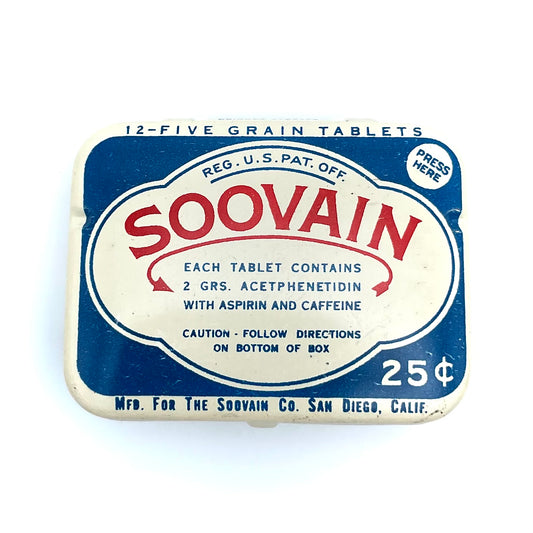 12-FIVE GRAIN TABLETS
REG. U.S. PAT. OFF.
PRESS
HERE
SOOVAIN
EACH TABLET CONTAINS
2 GRS. ACETPHENETIDIN
WITH ASPIRIN AND CAFFEINE
CAUTION - FOLLOW DIRECTIONS
ON BOTTOM OF BOX
25¢
MFD. FOR THE SOOVAIN CO. SAN DIEGO, CALIF.